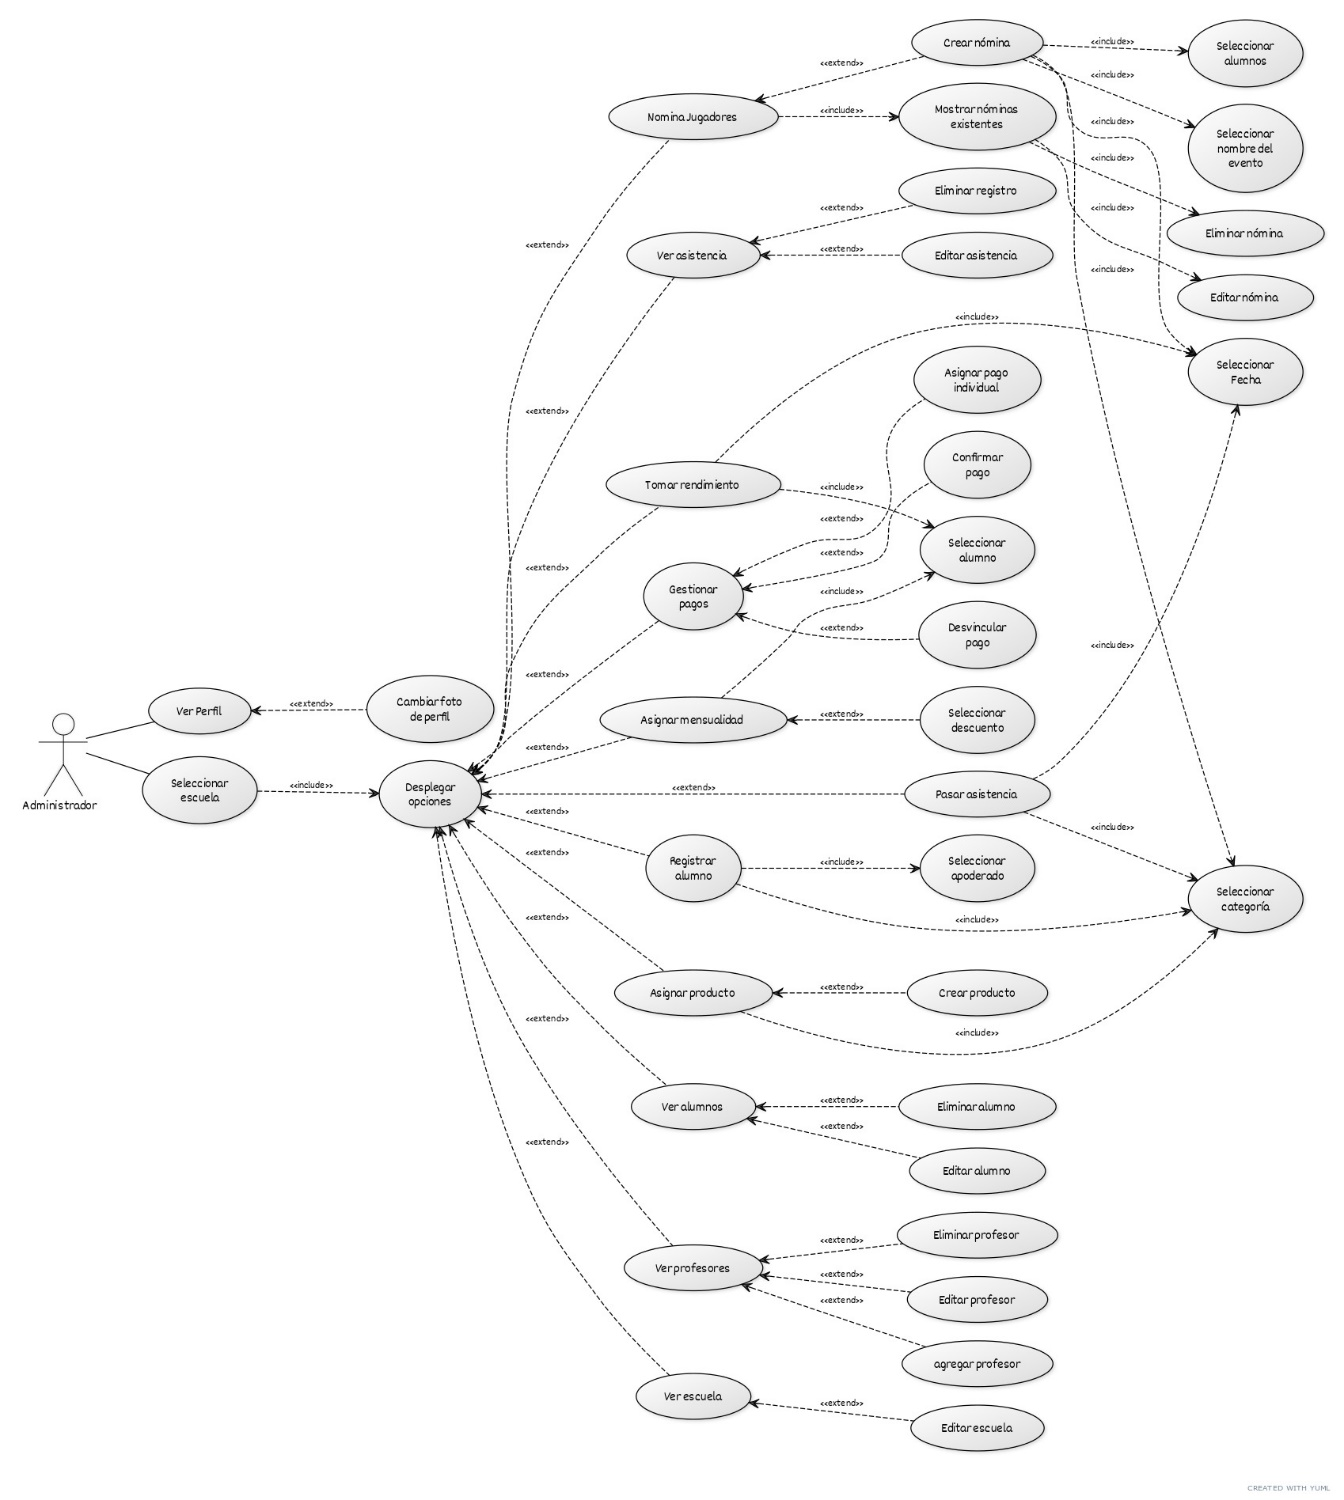 Crear nómina
<<include>>
Seleccionar
alumnos
<<extend>>
<<include>>
Nomina Jugadores
<<include>>
Mostrar nóminas
existentes
<<include>>
Seleccionar
nombre del
evento
<<include>>
Eliminar registro
<<extend>>
<<include>>
Eliminar nómina
<<extend>>
Ver asistencia
<<extend>>
Editar asistencia
<<include>>
Editar nómina
<<include>>
Seleccionar
Fecha
Asignar pago
individual
<<extend>>
Confirmar
pago
Tomar rendimiento
<<include>>
<<extend>>
Seleccionar
alumno
<<extend>>
<<extend>>
Gestionar
pagos
<<include>>
<<extend>>
Desvincular
pago
<<include>>
<<extend>>
Ver Perfil
<<extend>>
Cambiar foto
de perfil
Asignar mensualidad
<<extend>>
Seleccionar
descuento
<<extend>>
Administrador
Seleccionar
escuela
<<include>>
Desplegar
opciones
<<extend>>
Pasar asistencia
<<extend>>
<<include>>
Registrar
alumno
<<include>>
Seleccionar
apoderado
<<extend>>
Seleccionar
categoría
<<extend>>
<<include>>
Asignar producto
<<extend>>
Crear producto
<<extend>>
<<include>>
Ver alumnos
<<extend>>
Eliminar alumno
<<extend>>
<<extend>>
Editar alumno
Eliminar profesor
<<extend>>
Ver profesores
<<extend>>
Editar profesor
<<extend>>
agregar profesor
Ver escuela
<<extend>>
Editar escuela
CREATED WITH YUML